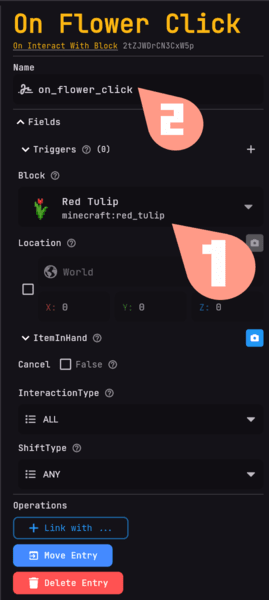 On Flower Click
On Interact With Block 2tZJWDrCN3CxW5p
Name
on_flower_click
2
Fields
Triggers (0)
Block
Red Tulip
minecraft:red_tulip
1
Location
World
X: 0 Y: 0 Z: 0
ItemInHand
Cancel False
InteractionType
ALL
ShiftType
ANY
Operations
+ Link with ...
Move Entry
Delete Entry